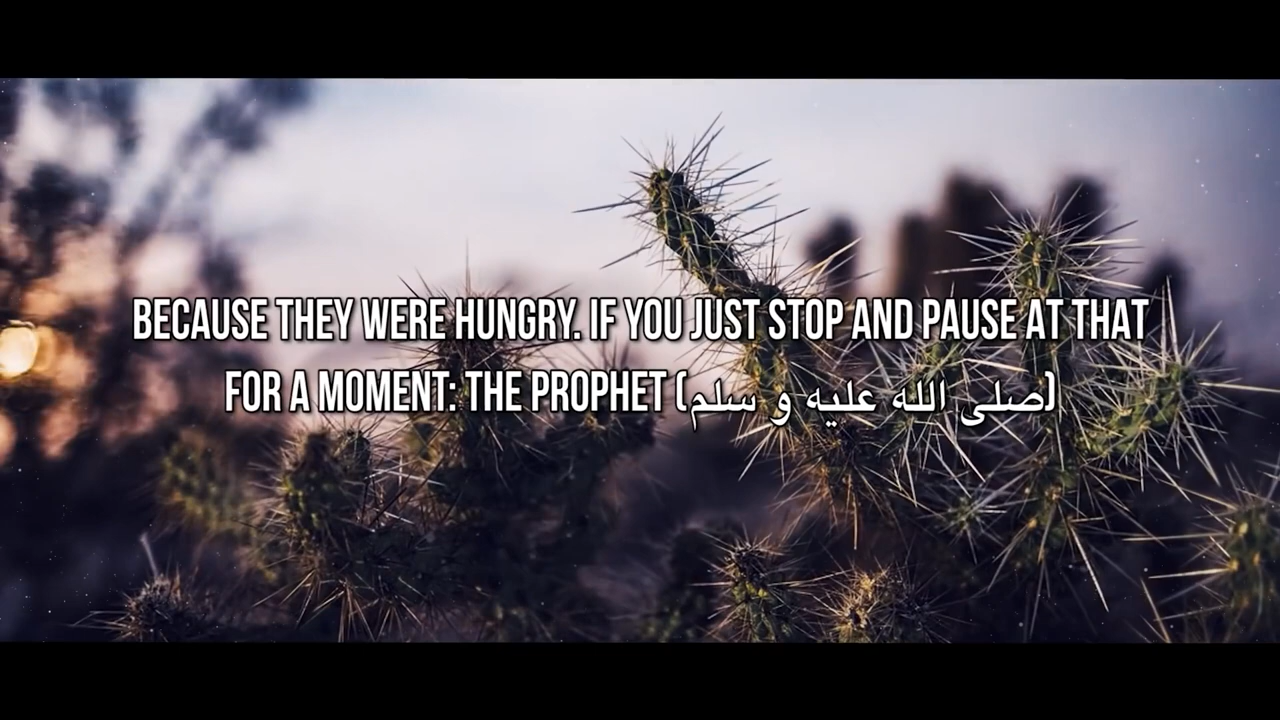 BECAUSE THEY WERE HUNGRY. IF YOU JUST STOP AND PAUSE AT THAT
FOR A MOMENT: THE PROPHET (صلى الله عليه و سلم)